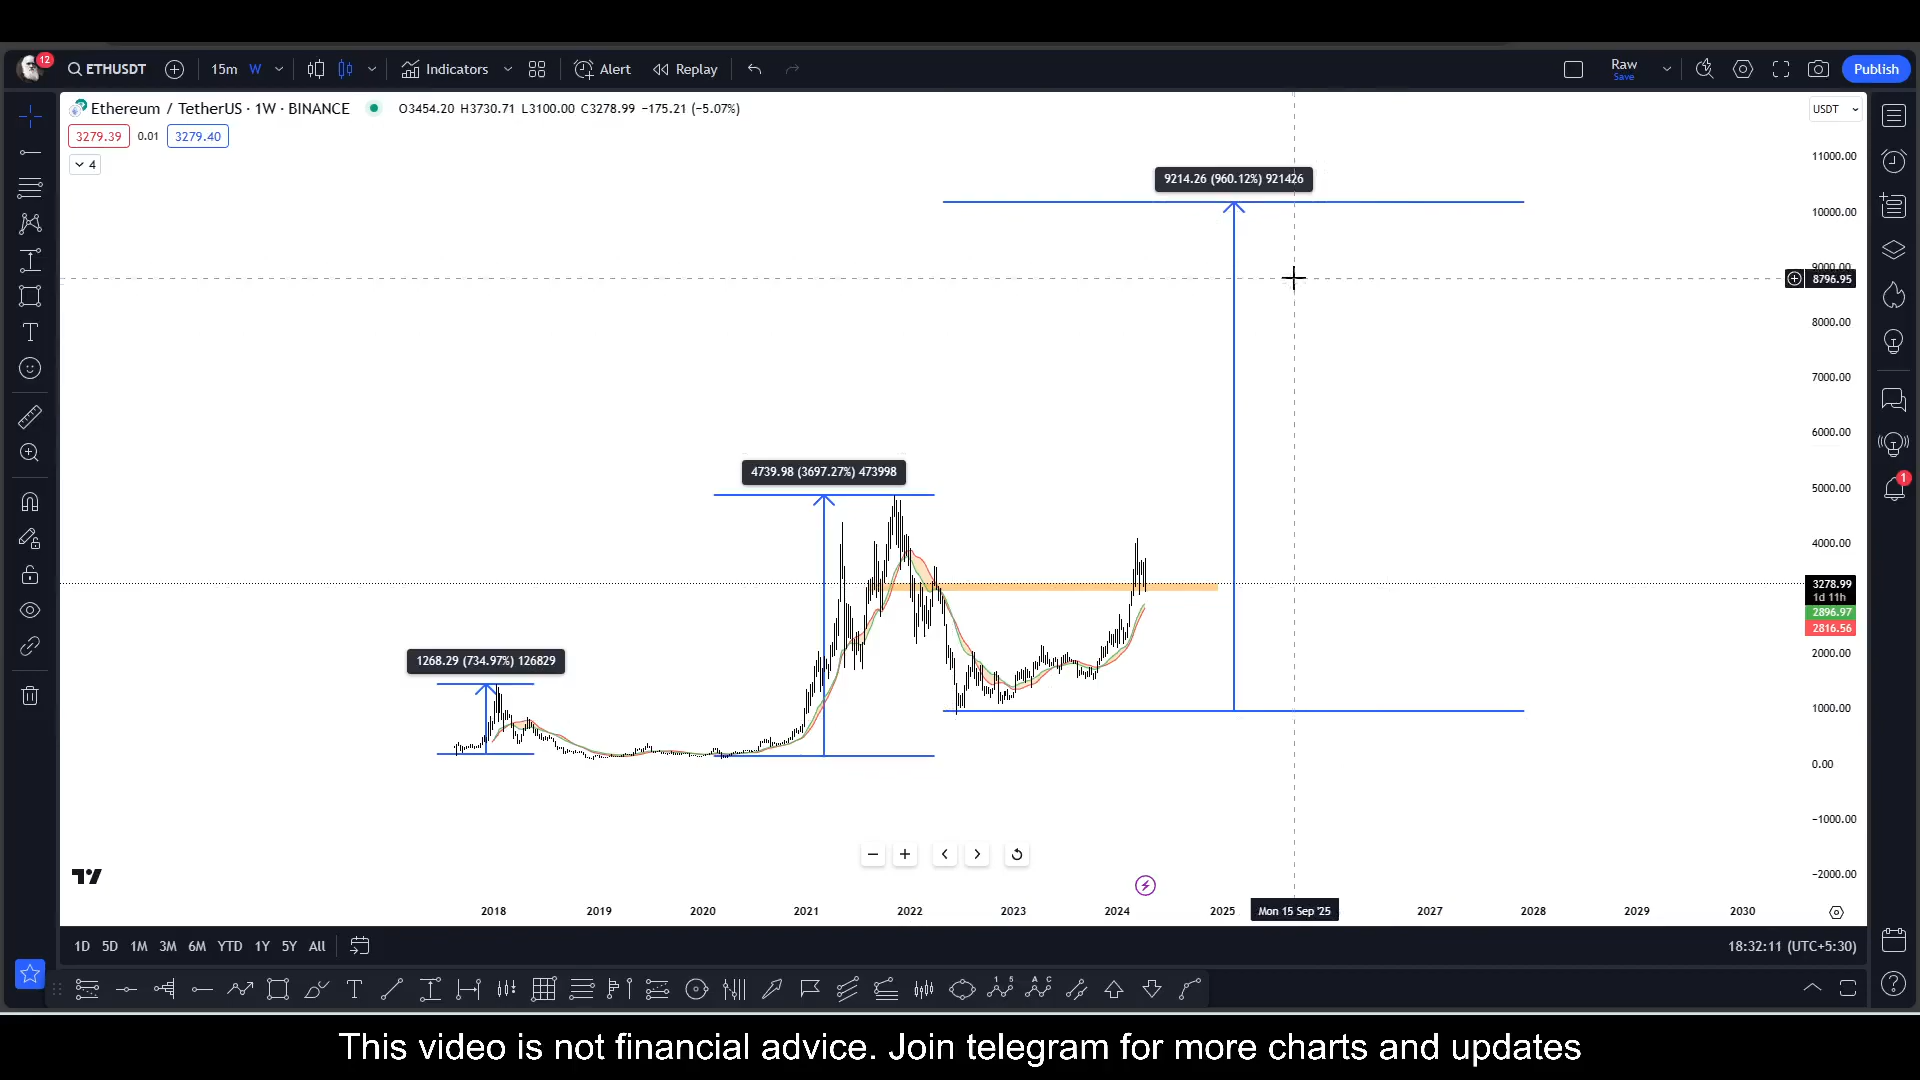 12
ETHUSDT
15m W
Indicators
Alert
Replay
Raw
Save
Publish
Ethereum / TetherUS · 1W · BINANCE
O3454.20 H3730.71 L3100.00 C3278.99 −175.21 (−5.07%)
USDT
3279.39 0.01 3279.40
4
11000.00
9214.26 (960.12%) 921426
10000.00
9000.00
8796.95
8000.00
7000.00
6000.00
4739.98 (3697.27%) 473998
5000.00
1
4000.00
3278.99
1d 11h
2896.97
2816.56
1268.29 (734.97%) 126829
2000.00
1000.00
0.00
−1000.00
−2000.00
2018 2019 2020 2021 2022 2023 2024 2025 Mon 15 Sep '25 2027 2028 2029 2030
1D 5D 1M 3M 6M YTD 1Y 5Y All
18:32:11 (UTC+5:30)
This video is not financial advice. Join telegram for more charts and updates